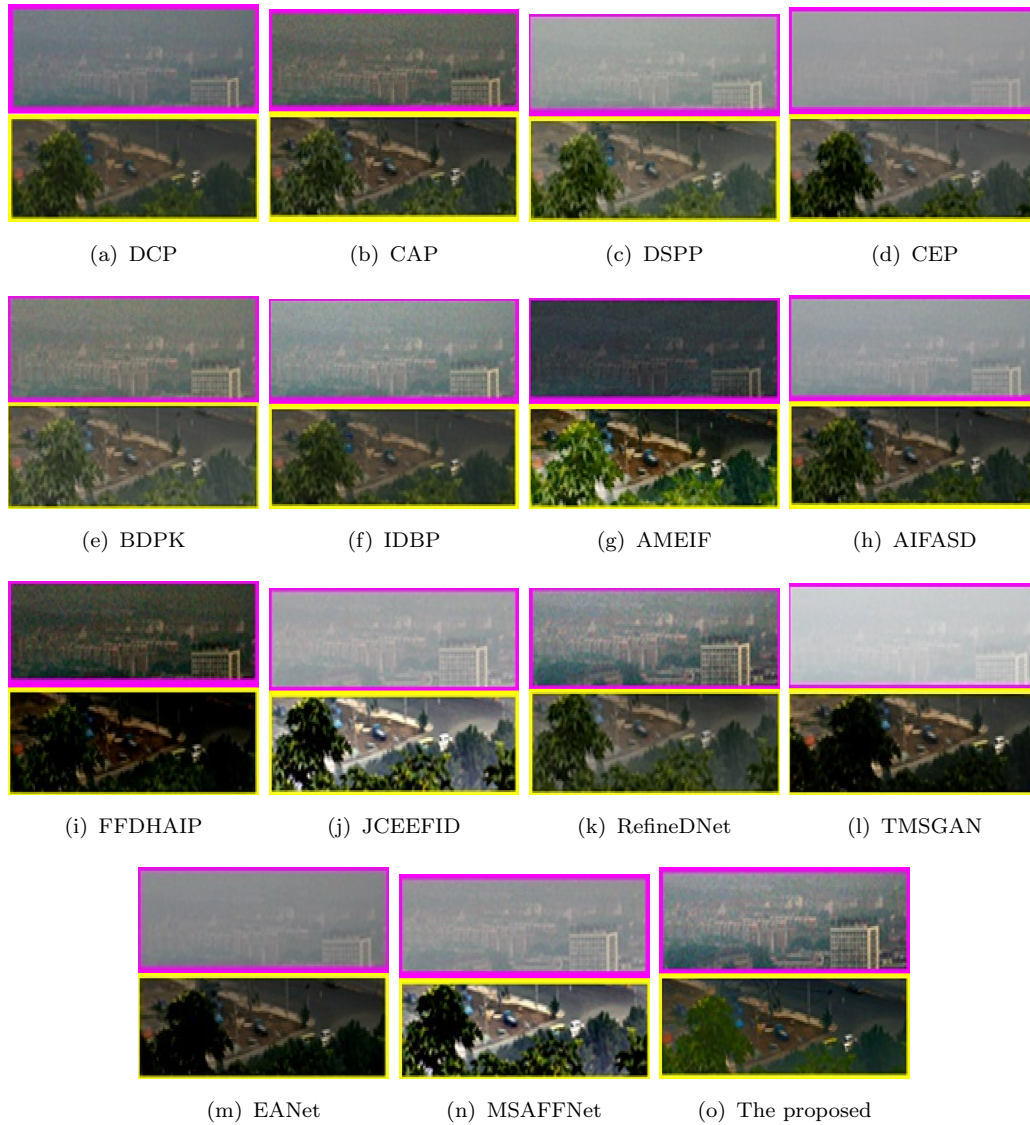 (a) DCP (b) CAP (c) DSPP (d) CEP
(e) BDPK (f) IDBP (g) AMEIF (h) AIFASD
(i) FFDHAIP (j) JCEEFID (k) RefineDNet (l) TMSGAN
(m) EANet (n) MSAFFNet (o) The proposed